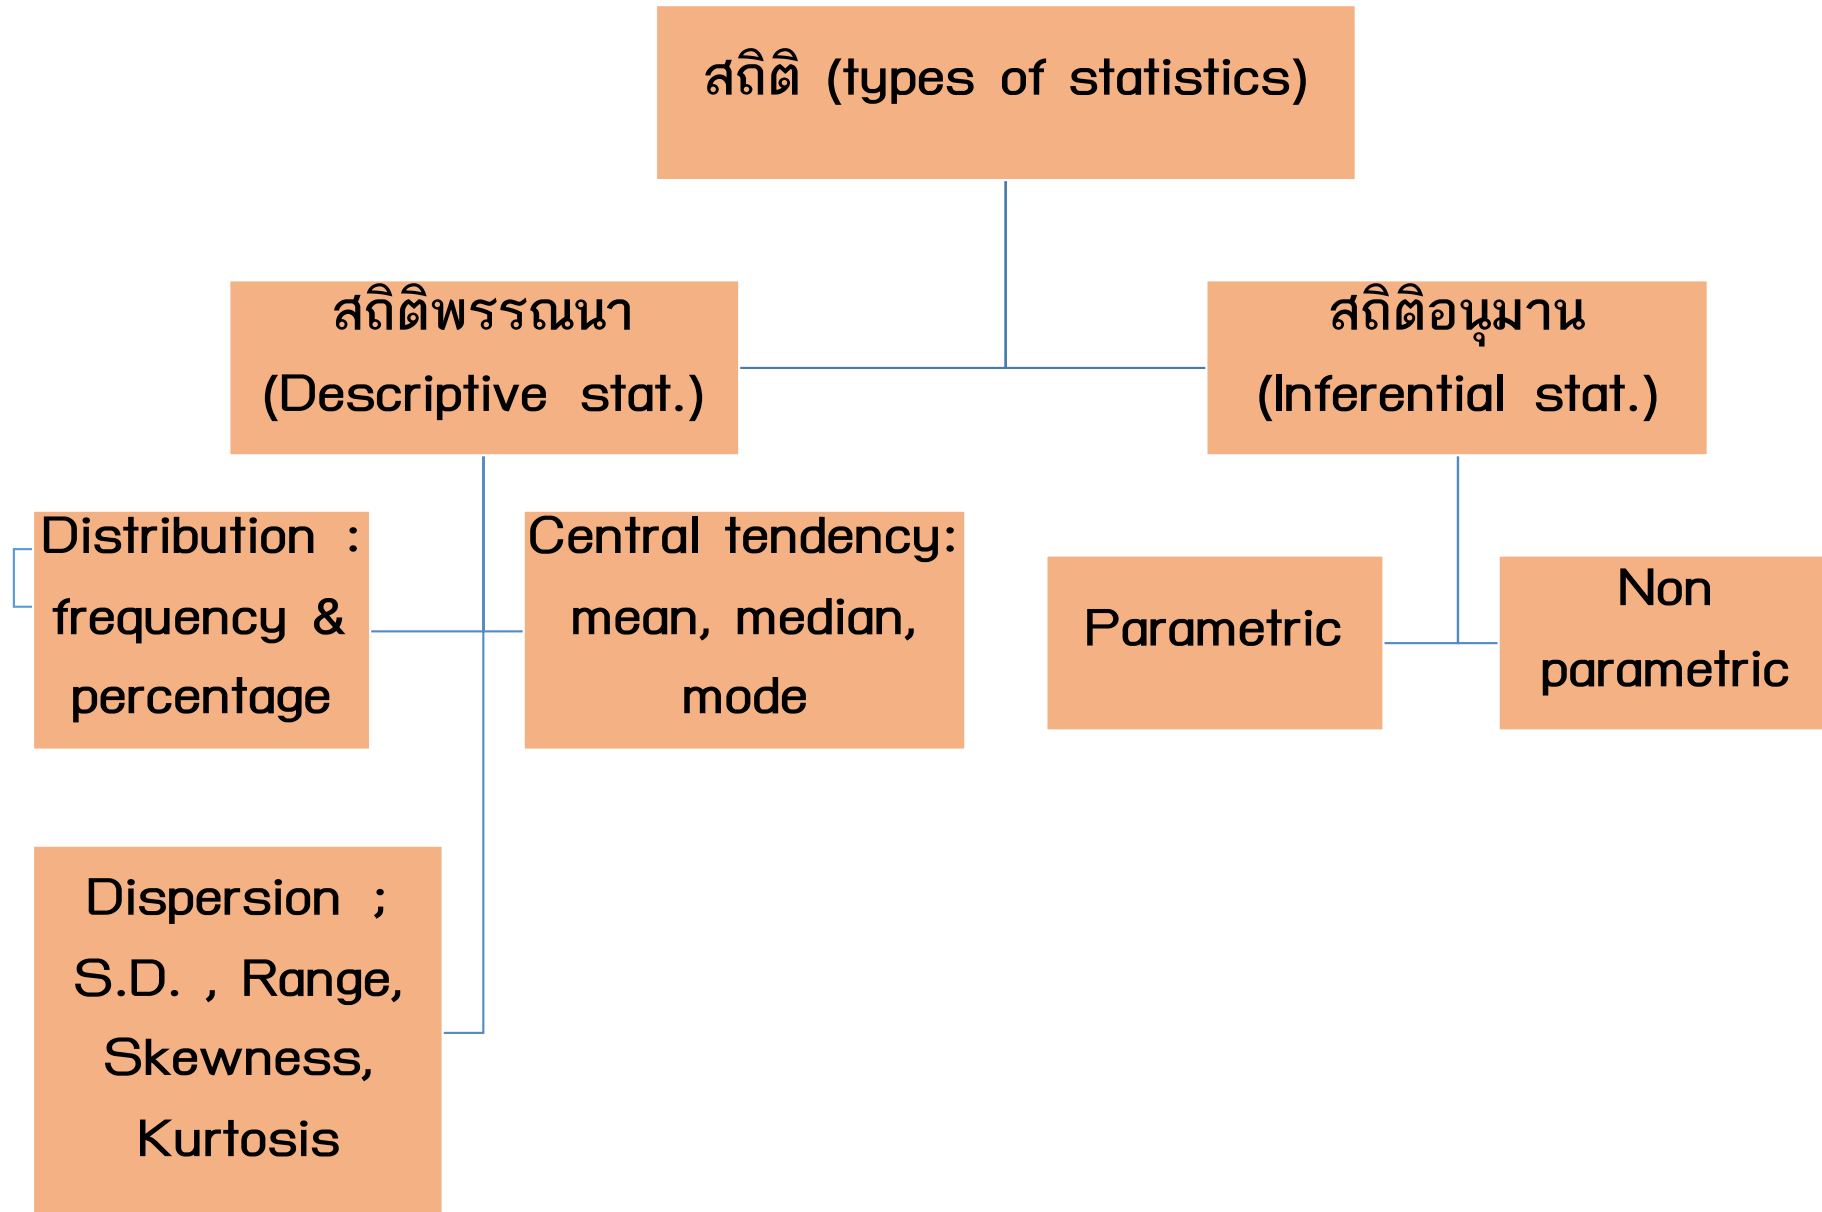 สถิติ (types of statistics)
สถิติพรรณนา
(Descriptive stat.)
สถิติอนุมาน
(Inferential stat.)
Distribution :
frequency &
percentage
Central tendency:
mean, median,
mode
Parametric
Non
parametric
Dispersion ;
S.D. , Range,
Skewness,
Kurtosis